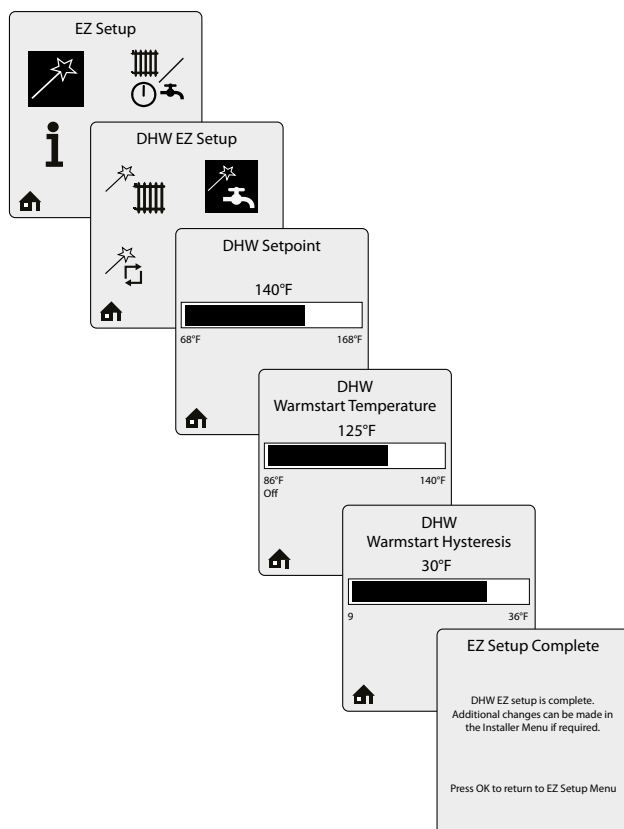 EZ Setup
DHW EZ Setup
DHW Setpoint
140°F
68°F 168°F
DHW
Warmstart Temperature
125°F
86°F 140°F
Off
DHW
Warmstart Hysteresis
30°F
9 36°F
EZ Setup Complete
DHW EZ setup is complete.
Additional changes can be made in
the Installer Menu if required.
Press OK to return to EZ Setup Menu